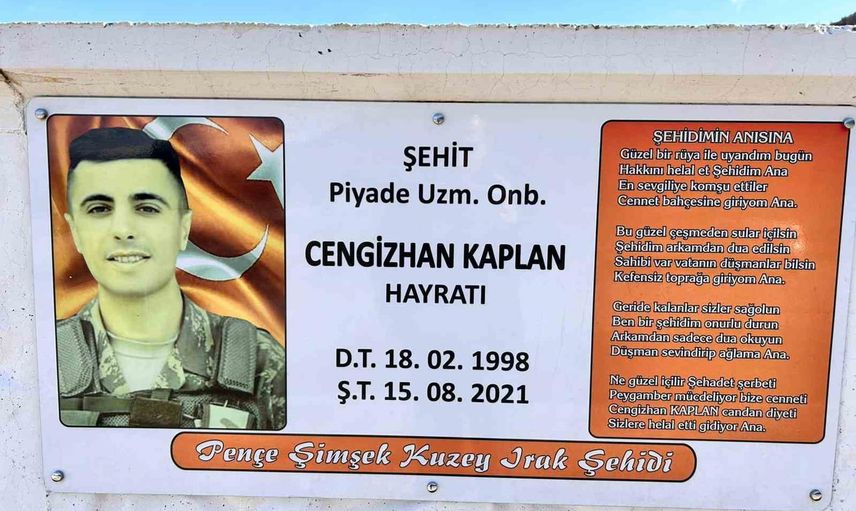 ŞEHİT
Piyade Uzm. Onb.
CENGİZHAN KAPLAN
HAYRATI
D.T. 18. 02. 1998
Ş.T. 15. 08. 2021
ŞEHİDİMİN ANISINA
Güzel bir rüya ile uyandım bugün
Hakkını helal et Şehidim Ana
En sevgiliye komşu ettiler
Cennet bahçesine giriyom Ana.
Bu güzel çeşmeden sular içilsin
Şehidim arkamdan dua edilsin
Sahibi var vatanın düşmanlar bilsin
Kefensiz toprağa giriyom Ana.
Geride kalanlar sizler sağolun
Ben bir şehidim onurlu durun
Arkamdan sadece dua okuyun
Düşman sevindirip ağlama Ana.
Ne güzel içilir Şehadet şerbeti
Peygamber mücdeliyor bize cenneti
Cengizhan KAPLAN candan diyeti
Sizlere helal etti gidiyor Ana.
Pençe Şimşek Kuzey Irak Şehidi